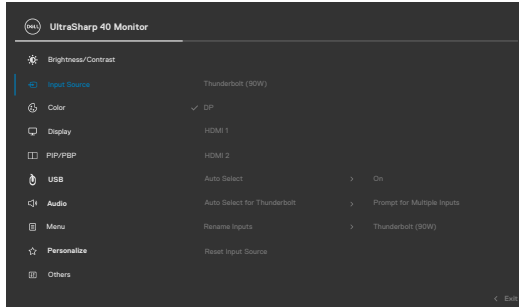 DELL UltraSharp 40 Monitor
Brightness/Contrast
Input Source Thunderbolt (90W)
Color DP
Display HDMI 1
PIP/PBP HDMI 2
USB Auto Select > On
Audio Auto Select for Thunderbolt > Prompt for Multiple Inputs
Menu Rename Inputs > Thunderbolt (90W)
Personalize Reset Input Source
Others
< Exit